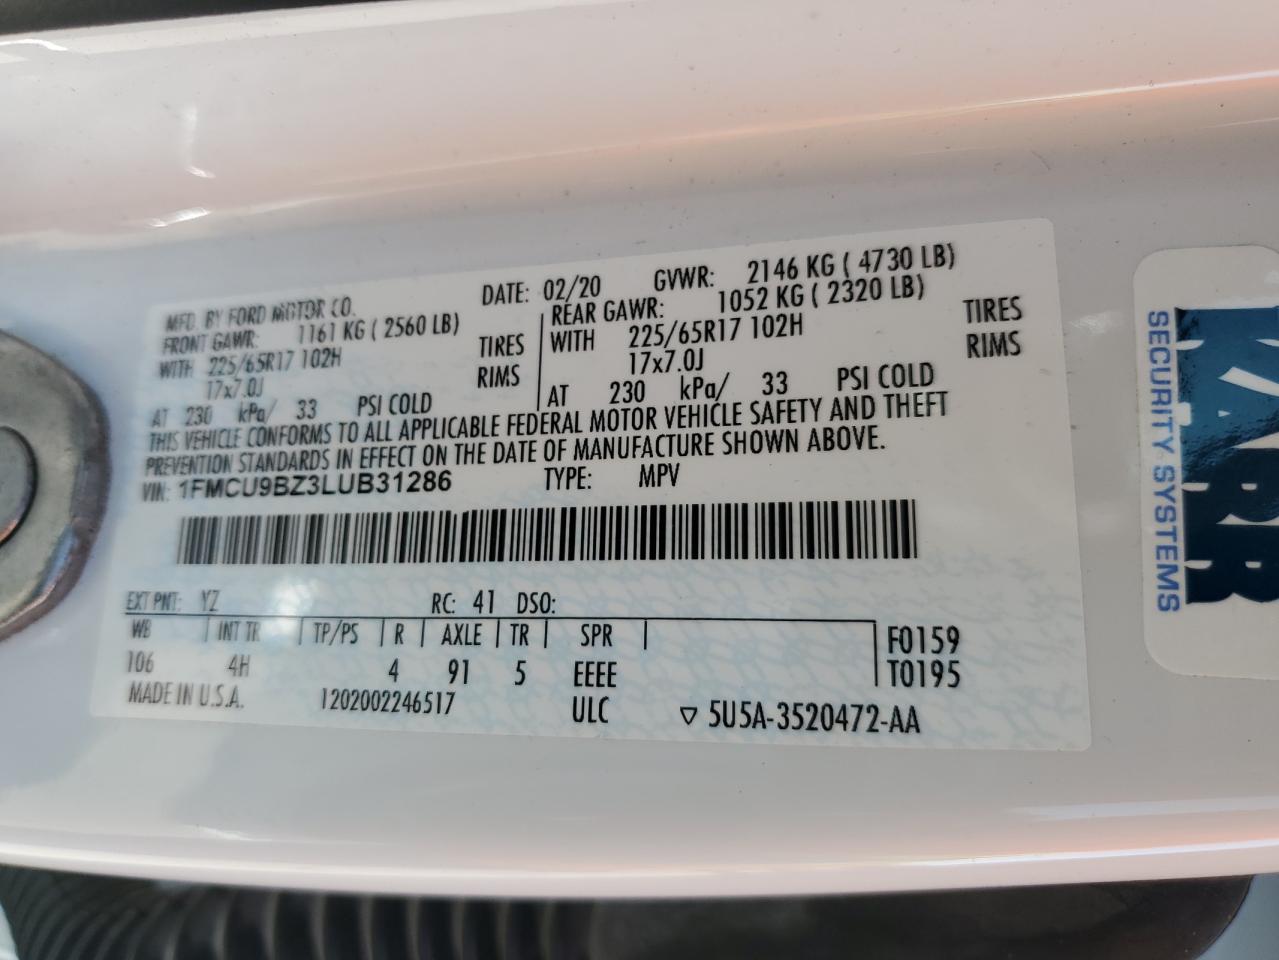 MFD. BY FORD MOTOR CO. DATE: 02/20 GVWR: 2146 KG ( 4730 LB)
FRONT GAWR: 1161 KG ( 2560 LB) REAR GAWR: 1052 KG ( 2320 LB)
WITH 225/65R17 102H TIRES WITH 225/65R17 102H TIRES
17x7.0J RIMS 17x7.0J RIMS
AT 230 kPa/ 33 PSI COLD AT 230 kPa/ 33 PSI COLD
THIS VEHICLE CONFORMS TO ALL APPLICABLE FEDERAL MOTOR VEHICLE SAFETY AND THEFT
PREVENTION STANDARDS IN EFFECT ON THE DATE OF MANUFACTURE SHOWN ABOVE.
VIN: 1FMCU9BZ3LUB31286 TYPE: MPV
EXT PNT: YZ RC: 41 DSO:
WB INT TR TP/PS R AXLE TR SPR F0159
106 4H 4 91 5 EEEE T0195
MADE IN U.S.A. 1202002246517 ULC ▽ 5U5A-3520472-AA
KARR
SECURITY SYSTEMS